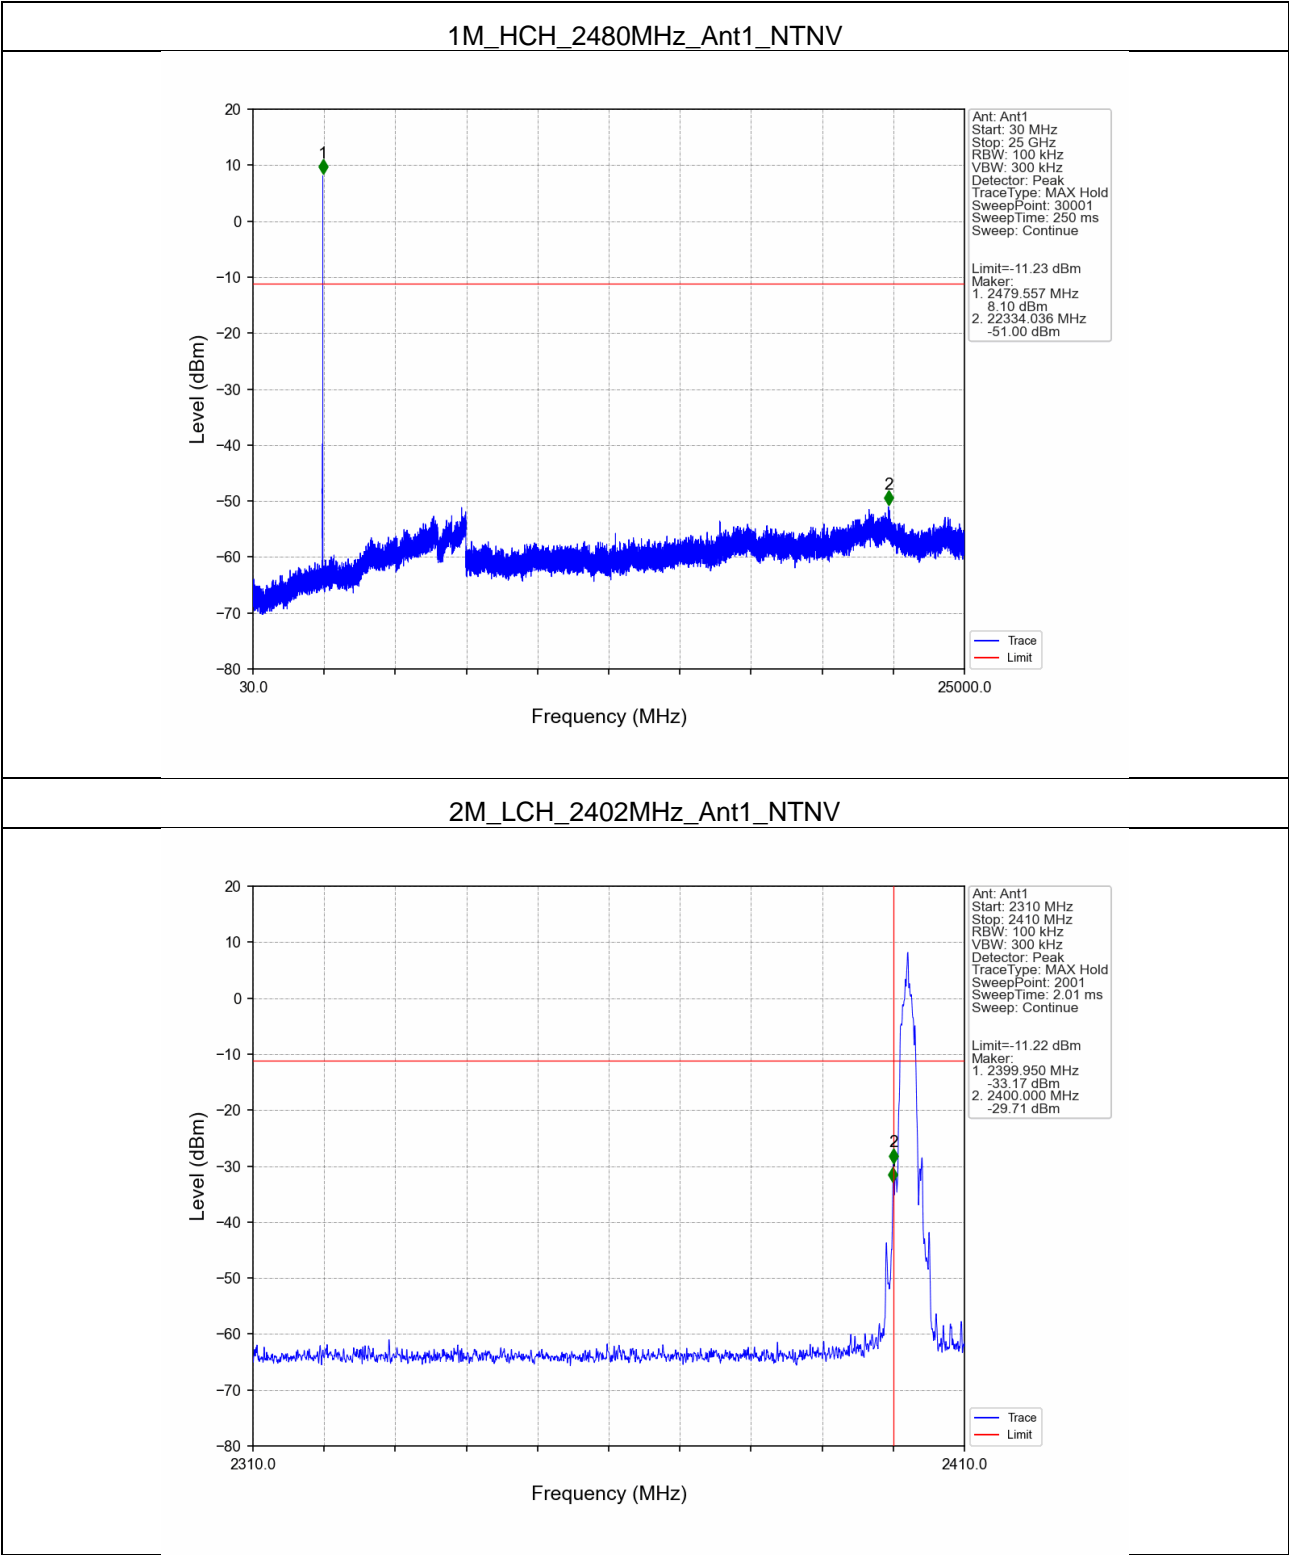 1M_HCH_2480MHz_Ant1_NTNV
20
10
0
−10
−20
−30
−40
−50
−60
−70
−80
Level (dBm)
1
2
30.0
25000.0
Frequency (MHz)
Ant: Ant1
Start: 30 MHz
Stop: 25 GHz
RBW: 100 kHz
VBW: 300 kHz
Detector: Peak
TraceType: MAX Hold
SweepPoint: 30001
SweepTime: 250 ms
Sweep: Continue
Limit=-11.23 dBm
Maker:
1. 2479.557 MHz
8.10 dBm
2. 22334.036 MHz
-51.00 dBm
Trace
Limit
2M_LCH_2402MHz_Ant1_NTNV
20
10
0
−10
−20
−30
−40
−50
−60
−70
−80
Level (dBm)
2
2310.0
2410.0
Frequency (MHz)
Ant: Ant1
Start: 2310 MHz
Stop: 2410 MHz
RBW: 100 kHz
VBW: 300 kHz
Detector: Peak
TraceType: MAX Hold
SweepPoint: 2001
SweepTime: 2.01 ms
Sweep: Continue
Limit=-11.22 dBm
Maker:
1. 2399.950 MHz
-33.17 dBm
2. 2400.000 MHz
-29.71 dBm
Trace
Limit